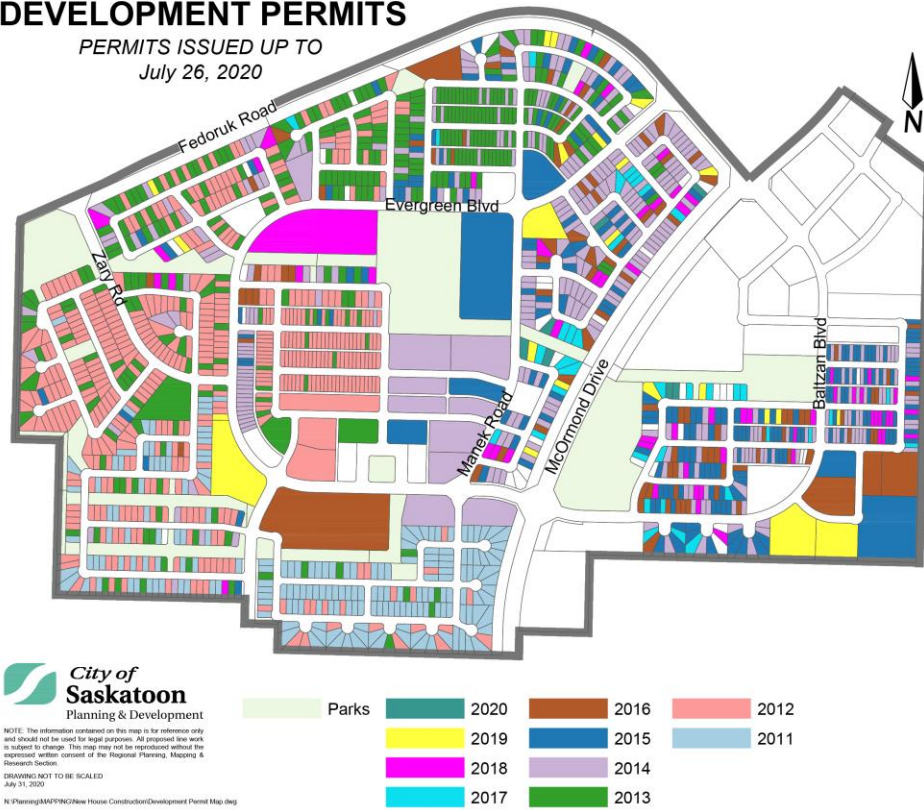 DEVELOPMENT PERMITS
PERMITS ISSUED UP TO
July 26, 2020
N
Fedoruk Road
Evergreen Blvd
Zary Rd
Baltzan Blvd
McOrmond Drive
Manek Road
City of
Saskatoon
Planning & Development
NOTE: The information contained on this map is for reference only
and should not be used for legal purposes. All proposed line work
is subject to change. This map may not be reproduced without the
expressed written consent of the Regional Planning, Mapping &
Research Section.
DRAWING NOT TO BE SCALED
July 31, 2020
N:\Planning\MAPPING\New House Construction\Development Permit Map.dwg
Parks
2020
2016
2012
2019
2015
2011
2018
2014
2017
2013